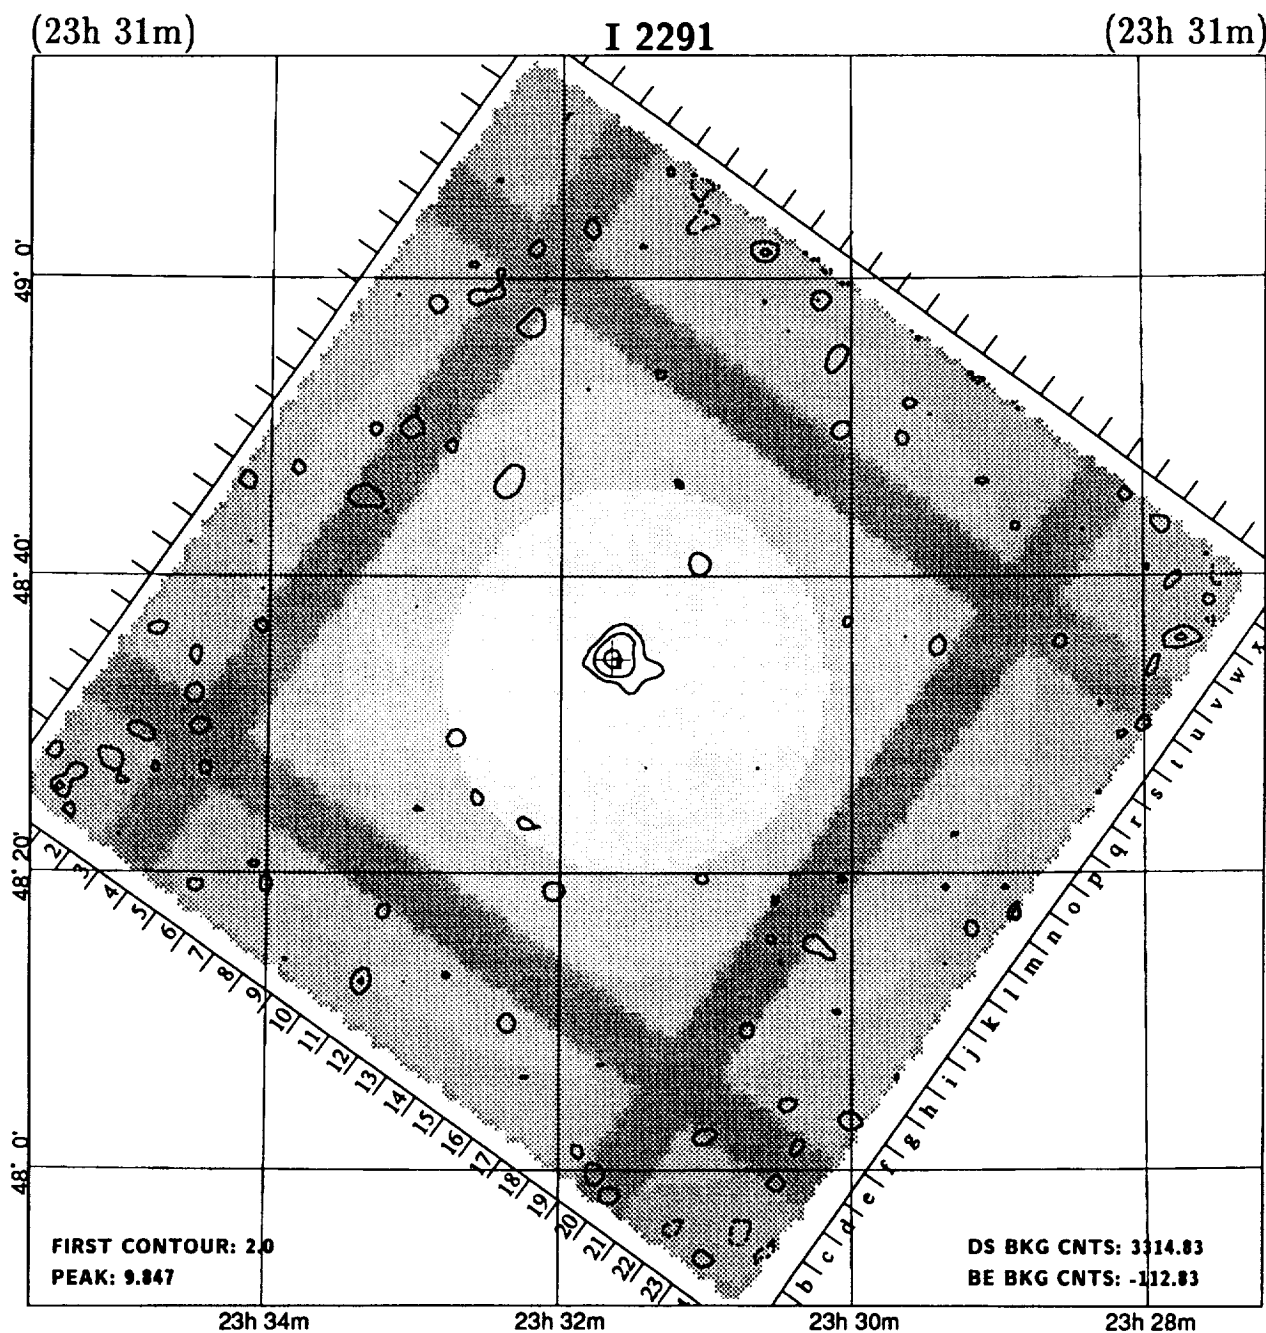 (23h 31m)
I 2291
(23h 31m)
49° 0'
48° 40'
48° 20'
48° 0'
2
3
4
5
6
7
8
9
10
11
12
13
14
15
16
17
18
19
20
21
22
23
b
c
d
e
f
g
h
i
j
k
l
m
n
o
p
q
r
s
t
u
v
w
x
FIRST CONTOUR: 2.0
PEAK: 9.847
DS BKG CNTS: 3314.83
BE BKG CNTS: -112.83
23h 34m
23h 32m
23h 30m
23h 28m